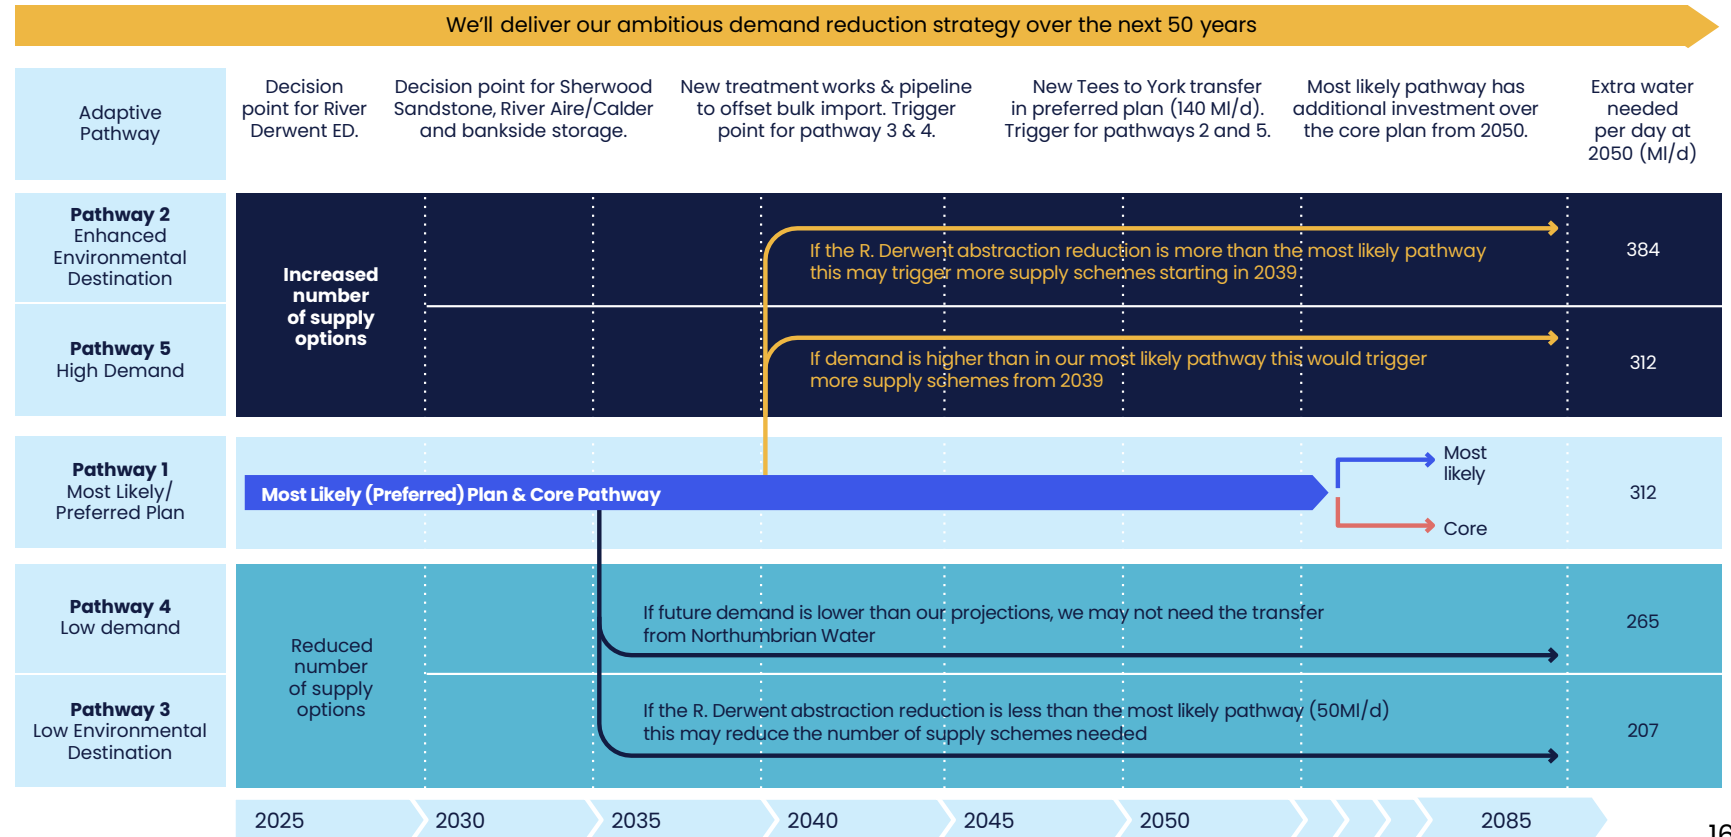 We'll deliver our ambitious demand reduction strategy over the next 50 years
Adaptive
Pathway
Decision
point for River
Derwent ED.
Decision point for Sherwood
Sandstone, River Aire/Calder
and bankside storage.
New treatment works & pipeline
to offset bulk import. Trigger
point for pathway 3 & 4.
New Tees to York transfer
in preferred plan (140 Ml/d).
Trigger for pathways 2 and 5.
Most likely pathway has
additional investment over
the core plan from 2050.
Extra water
needed
per day at
2050 (Ml/d)
Pathway 2
Enhanced
Environmental
Destination
Increased
number
of supply
options
If the R. Derwent abstraction reduction is more than the most likely pathway
this may trigger more supply schemes starting in 2039
384
Pathway 5
High Demand
If demand is higher than in our most likely pathway this would trigger
more supply schemes from 2039
312
Pathway 1
Most Likely/
Preferred Plan
Most Likely (Preferred) Plan & Core Pathway
Most
likely
Core
312
Pathway 4
Low demand
Reduced
number
of supply
options
If future demand is lower than our projections, we may not need the transfer
from Northumbrian Water
265
Pathway 3
Low Environmental
Destination
If the R. Derwent abstraction reduction is less than the most likely pathway (50Ml/d)
this may reduce the number of supply schemes needed
207
2025
2030
2035
2040
2045
2050
2085
16